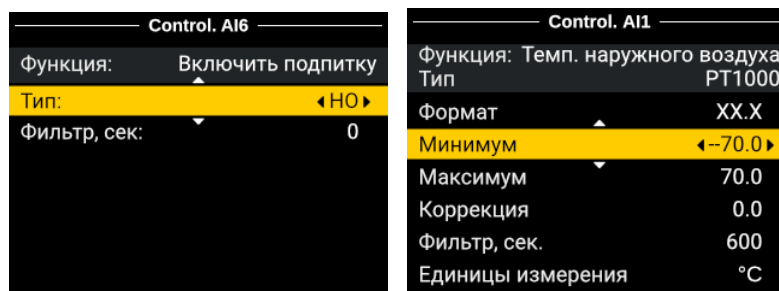 Control. AI6
Функция: Включить подпитку
Тип: НО
Фильтр, сек: 0
Control. AI1
Функция: Темп. наружного воздуха
Тип PT1000
Формат XX.X
Минимум --70.0
Максимум 70.0
Коррекция 0.0
Фильтр, сек. 600
Единицы измерения °C